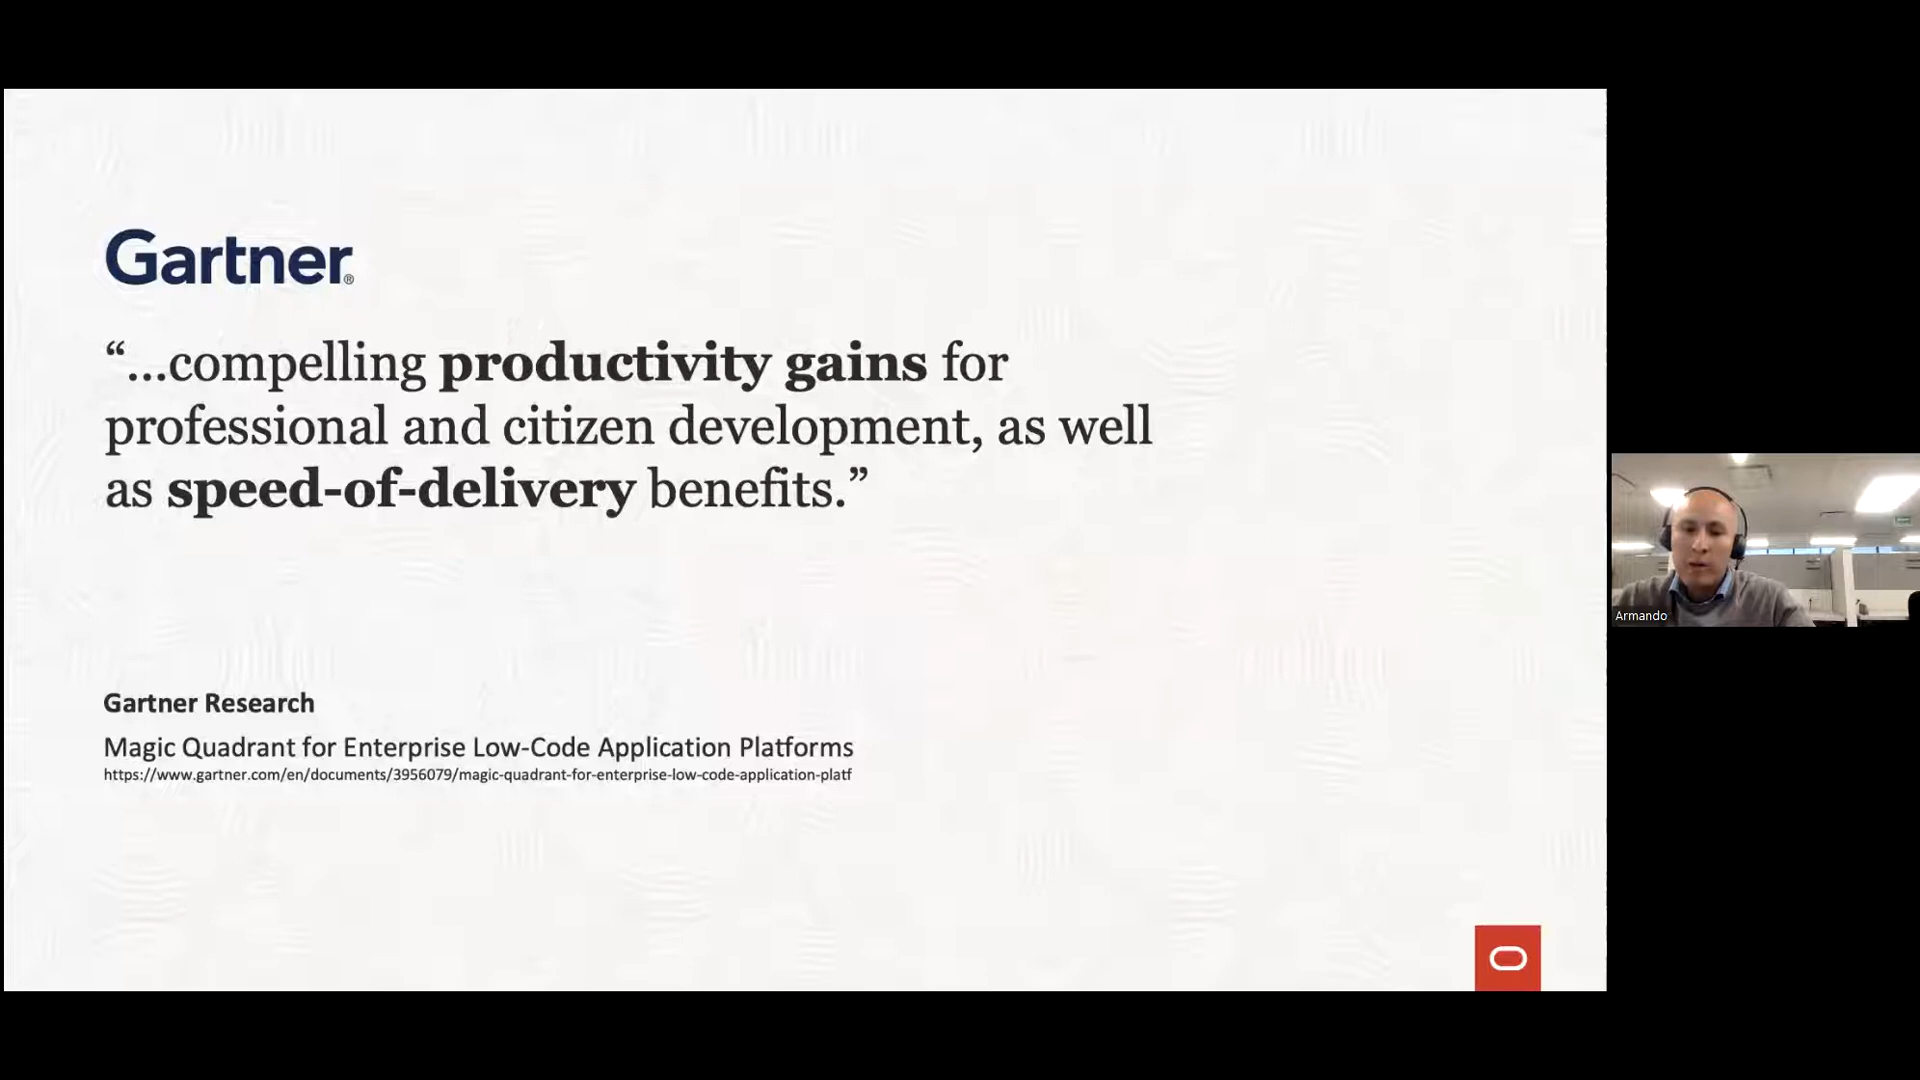 Gartner®
“...compelling productivity gains for
professional and citizen development, as well
as speed-of-delivery benefits.”
Gartner Research
Magic Quadrant for Enterprise Low-Code Application Platforms
https://www.gartner.com/en/documents/3956079/magic-quadrant-for-enterprise-low-code-application-platf
Armando